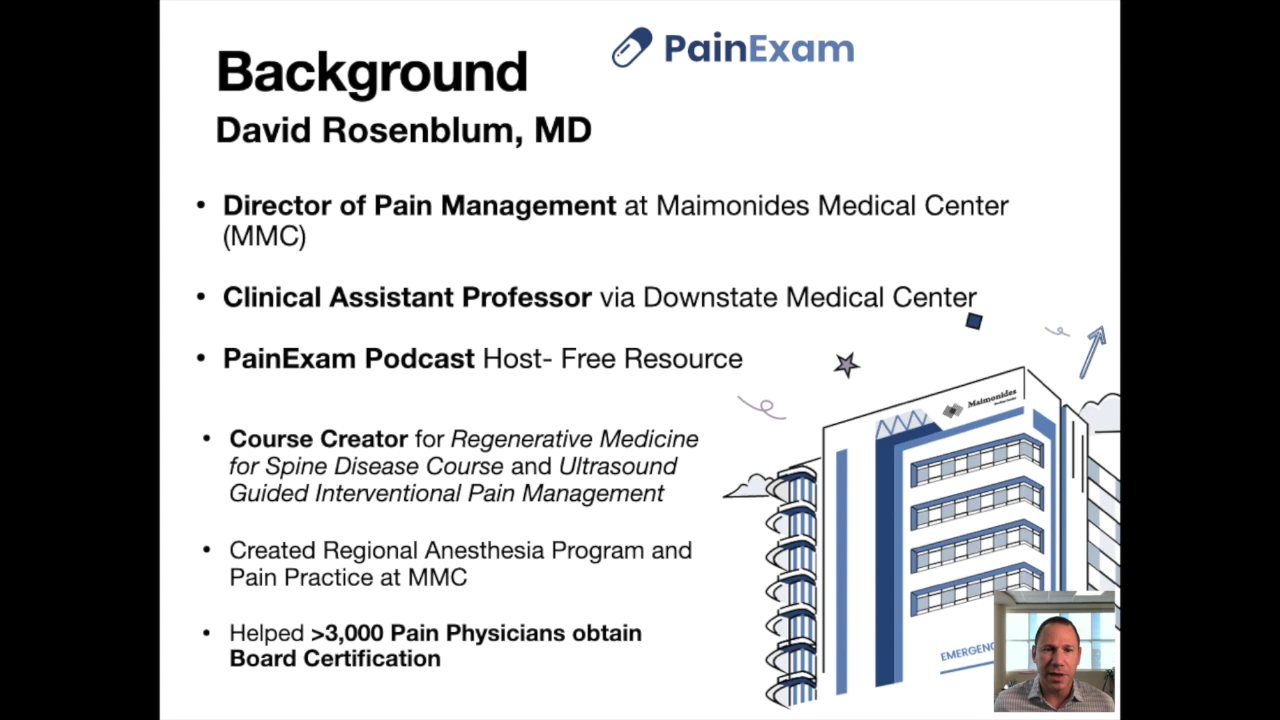 PainExam
Background
David Rosenblum, MD
• Director of Pain Management at Maimonides Medical Center
(MMC)
• Clinical Assistant Professor via Downstate Medical Center
• PainExam Podcast Host- Free Resource
Maimonides
• Course Creator for Regenerative Medicine
for Spine Disease Course and Ultrasound
Guided Interventional Pain Management
• Created Regional Anesthesia Program and
Pain Practice at MMC
• Helped >3,000 Pain Physicians obtain
Board Certification
EMERGENC